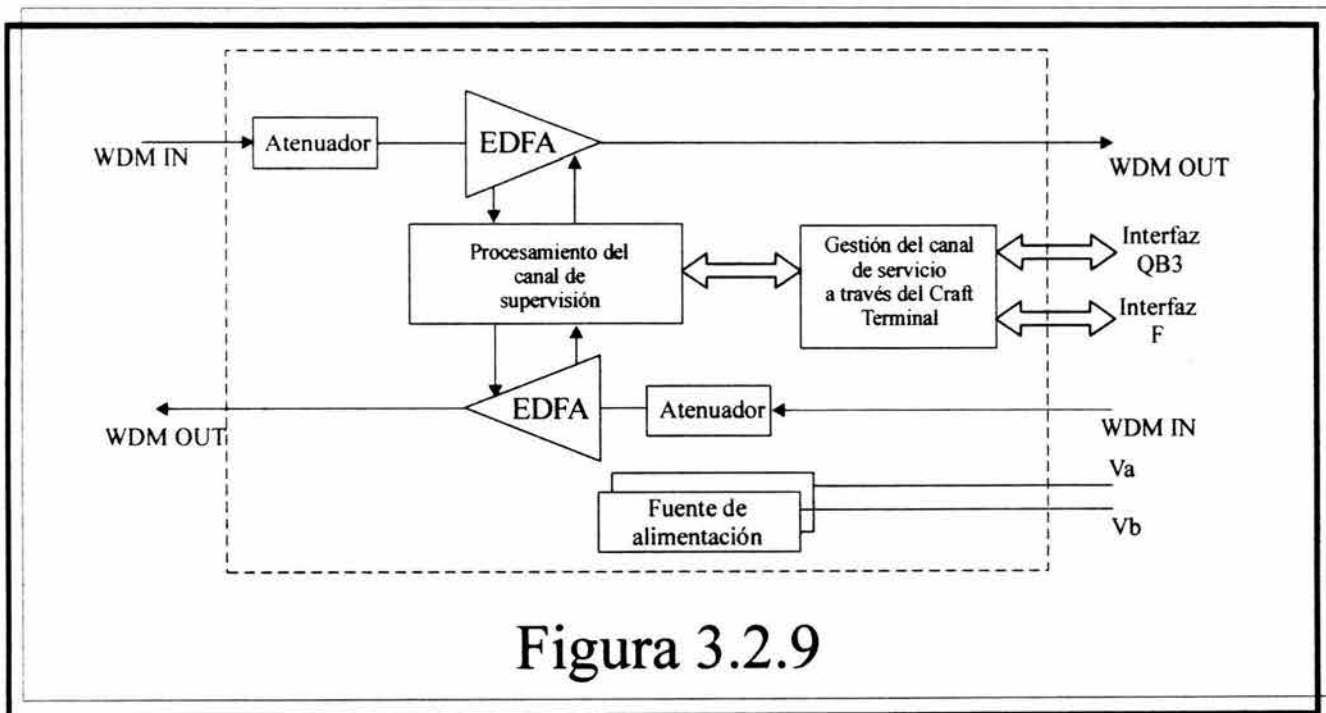 WDM IN
Atenuador
EDFA
WDM OUT
Procesamiento del
canal de
supervisión
Gestión del canal
de servicio
a través del Craft
Terminal
Interfaz
QB3
Interfaz
F
WDM OUT
EDFA
Atenuador
WDM IN
Fuente de
alimentación
Va
Vb
Figura 3.2.9